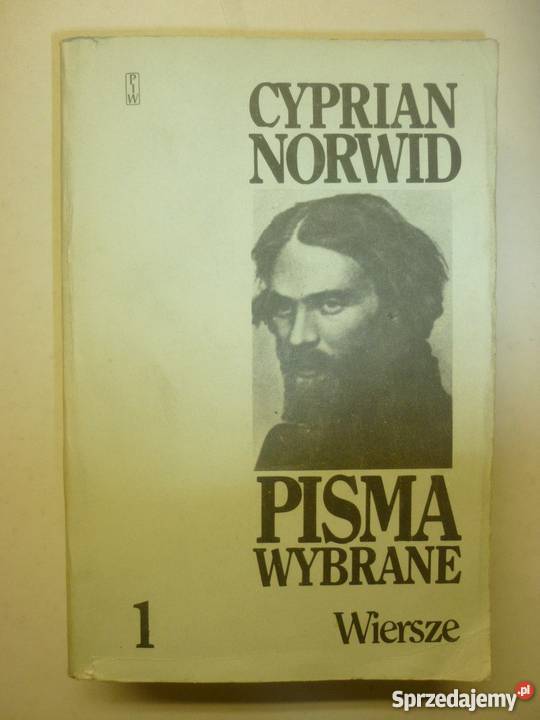 PIW
CYPRIAN
NORWID
PISMA
WYBRANE
1
Wiersze
Sprzedajemy.pl